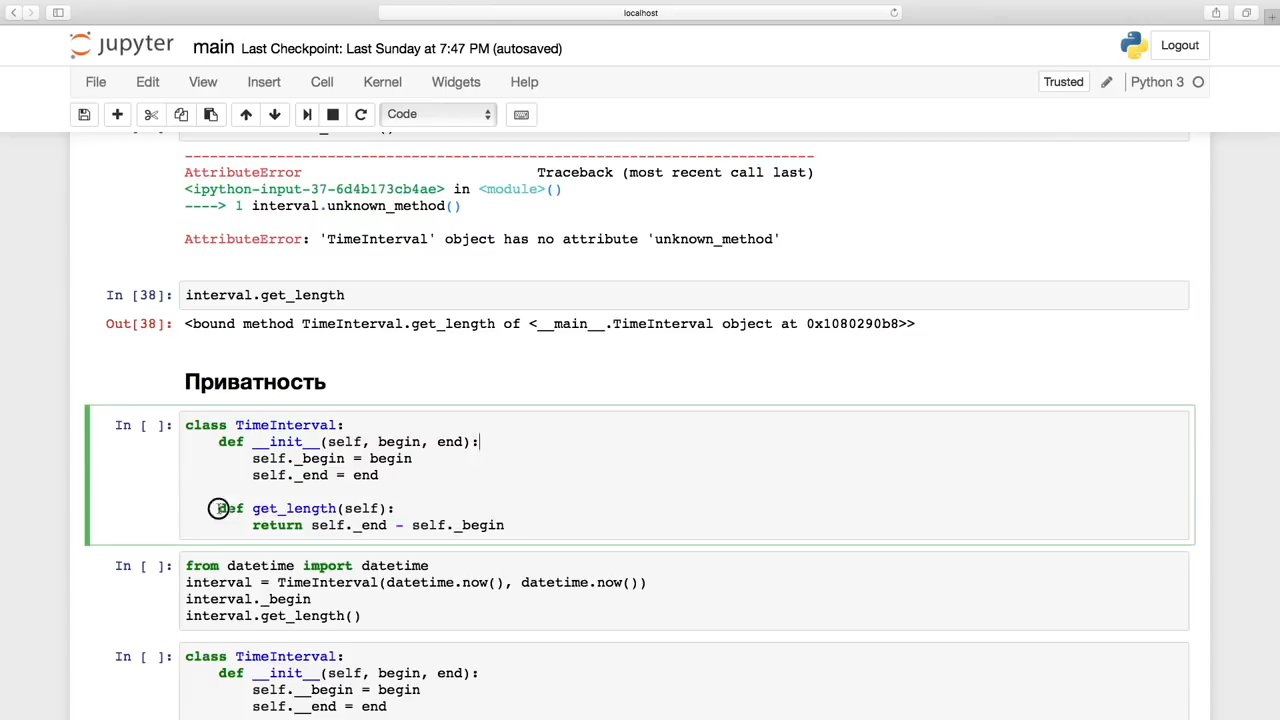 localhost
jupyter main Last Checkpoint: Last Sunday at 7:47 PM (autosaved) Logout
File Edit View Insert Cell Kernel Widgets Help Trusted Python 3
Code
---------------------------------------------------------------------------
AttributeError                            Traceback (most recent call last)
<ipython-input-37-6d4b173cb4ae> in <module>()
----> 1 interval.unknown_method()
AttributeError: 'TimeInterval' object has no attribute 'unknown_method'
In [38]: interval.get_length
Out[38]: <bound method TimeInterval.get_length of <__main__.TimeInterval object at 0x1080290b8>>
Приватность
In [ ]: class TimeInterval:
    def __init__(self, begin, end):
        self._begin = begin
        self._end = end
    def get_length(self):
        return self._end - self._begin
In [ ]: from datetime import datetime
interval = TimeInterval(datetime.now(), datetime.now())
interval._begin
interval.get_length()
In [ ]: class TimeInterval:
    def __init__(self, begin, end):
        self.__begin = begin
        self.__end = end